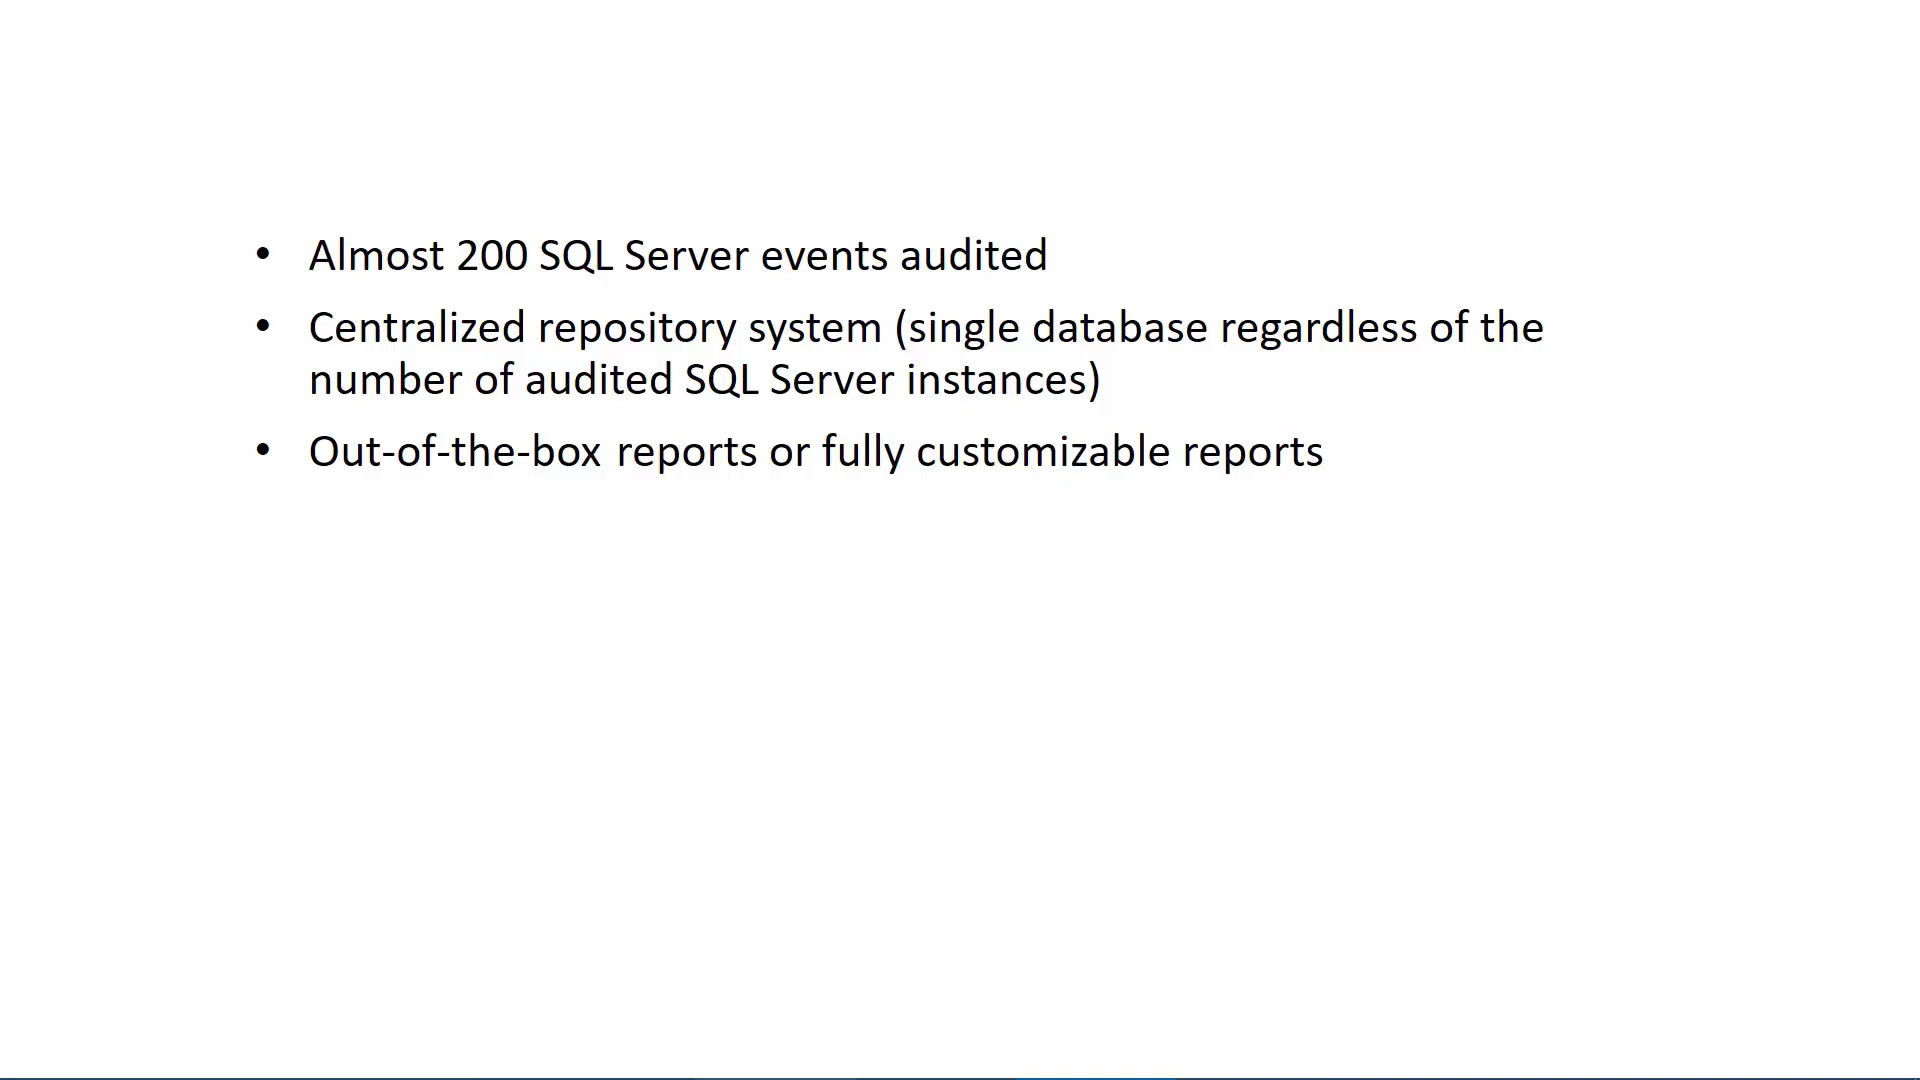 • Almost 200 SQL Server events audited
• Centralized repository system (single database regardless of the
number of audited SQL Server instances)
• Out-of-the-box reports or fully customizable reports